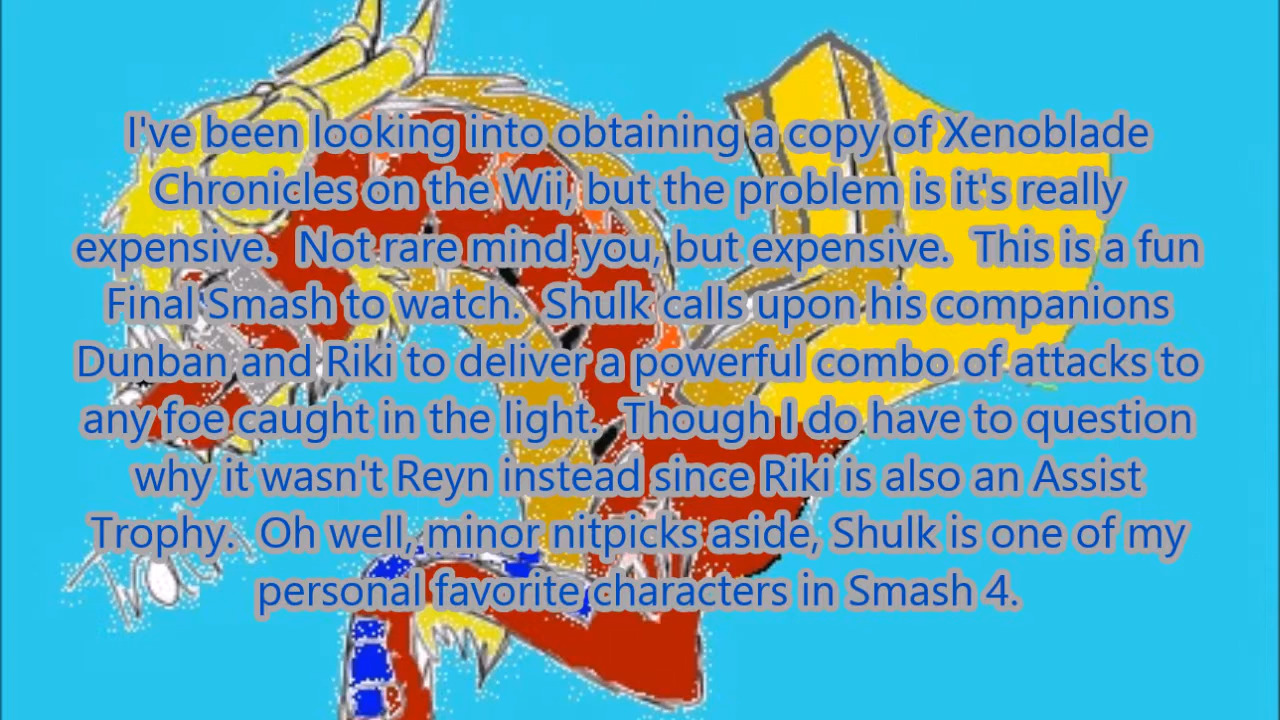 I've been looking into obtaining a copy of Xenoblade
Chronicles on the Wii, but the problem is it's really
expensive.  Not rare mind you, but expensive.  This is a fun
Final Smash to watch.  Shulk calls upon his companions
Dunban and Riki to deliver a powerful combo of attacks to
any foe caught in the light.  Though I do have to question
why it wasn't Reyn instead since Riki is also an Assist
Trophy.  Oh well, minor nitpicks aside, Shulk is one of my
personal favorite characters in Smash 4.